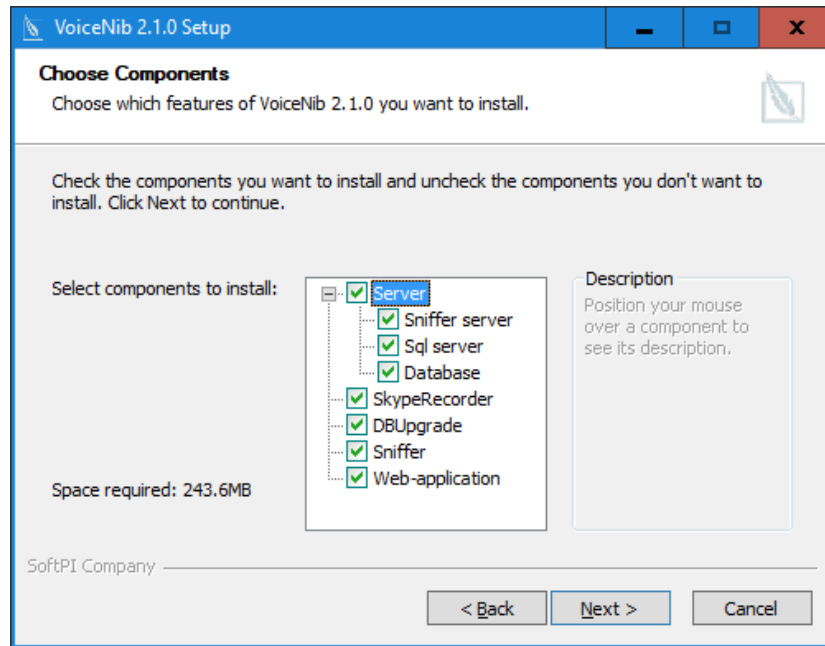 VoiceNib 2.1.0 Setup
Choose Components
Choose which features of VoiceNib 2.1.0 you want to install.
Check the components you want to install and uncheck the components you don't want to
install. Click Next to continue.
Select components to install:
Server
Sniffer server
Sql server
Database
SkypeRecorder
DBUpgrade
Sniffer
Web-application
Description
Position your mouse
over a component to
see its description.
Space required: 243.6MB
SoftPI Company
< Back
Next >
Cancel